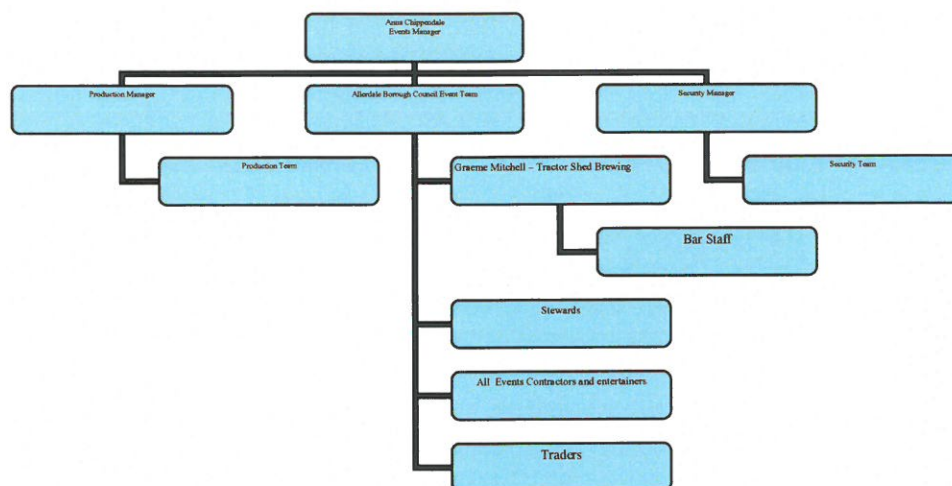 Anna Chippendale
Events Manager
Production Manager
Allerdale Borough Council Event Team
Security Manager
Production Team
Graeme Mitchell – Tractor Shed Brewing
Security Team
Bar Staff
Stewards
All Events Contractors and entertainers
Traders